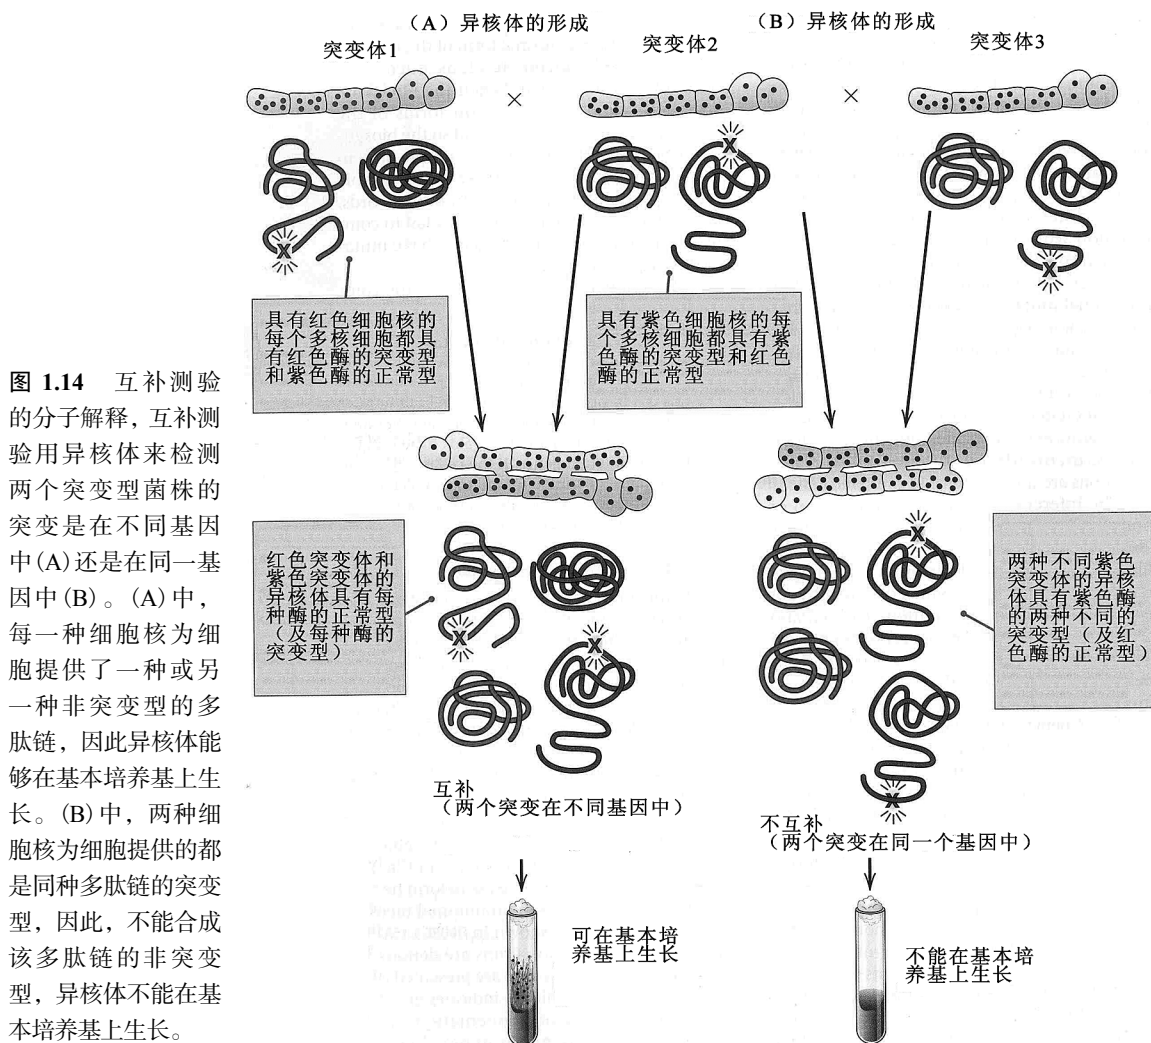 (A) 异核体的形成
(B) 异核体的形成
突变体1
突变体2
突变体3
×
×
X
X
X
具有红色细胞核的
每个多核细胞都具
有红色酶的突变型
和紫色酶的正常型
具有紫色细胞核的每
个多核细胞都具有紫
色酶的突变型和红色
酶的正常型
图 1.14 互补测验
的分子解释，互补测
验用异核体来检测
两个突变型菌株的
突变是在不同基因
中(A)还是在同一基
因中(B)。(A)中，
每一种细胞核为细
胞提供了一种或另
一种非突变型的多
肽链，因此异核体能
够在基本培养基上生
长。(B)中，两种细
胞核为细胞提供的都
是同种多肽链的突变
型，因此，不能合成
该多肽链的非突变
型，异核体不能在基
本培养基上生长。
红色突变体和
紫色突变体的
异核体具有每
种酶的正常型
（及每种酶的
突变型）
X
X
X
X
两种不同紫色
突变体的异核
体具有紫色酶
的两种不同的
突变型（及红
色酶的正常型）
互补
（两个突变在不同基因中）
不互补
（两个突变在同一个基因中）
可在基本培
养基上生长
不能在基本培
养基上生长